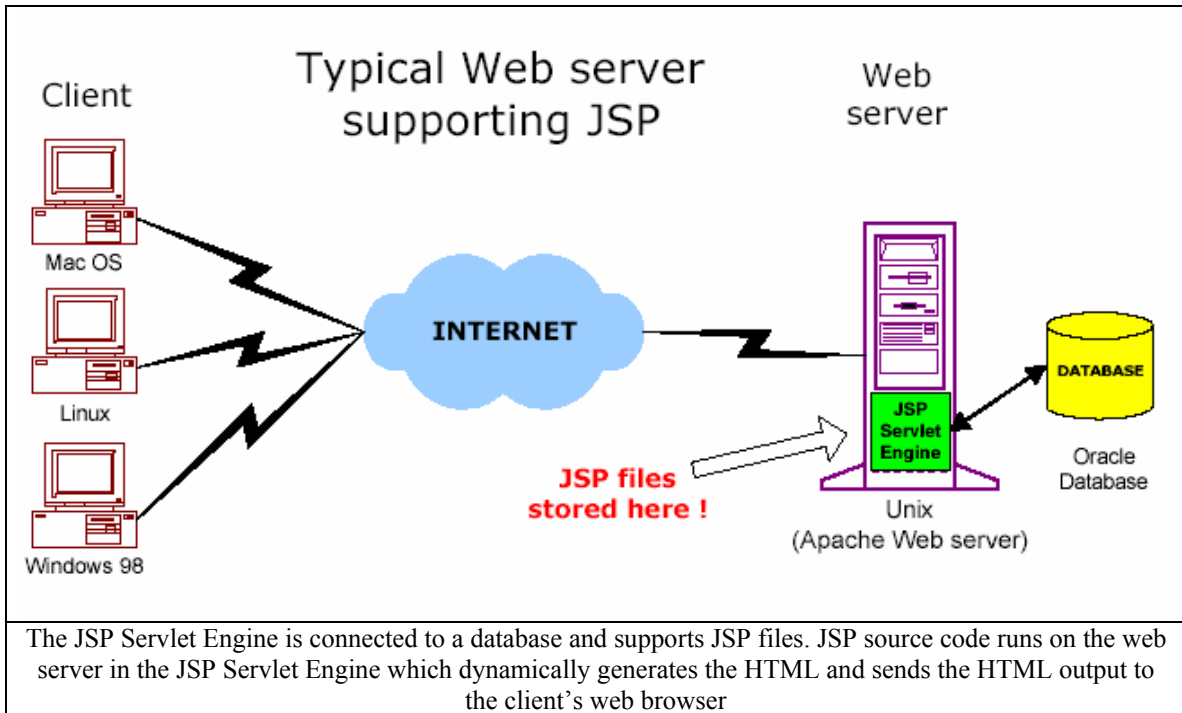 Typical Web server
supporting JSP
Client
Web
server
Mac OS
Linux
Windows 98
INTERNET
JSP files
stored here !
JSP
Servlet
Engine
Unix
(Apache Web server)
DATABASE
Oracle
Database
The JSP Servlet Engine is connected to a database and supports JSP files. JSP source code runs on the web
server in the JSP Servlet Engine which dynamically generates the HTML and sends the HTML output to
the client’s web browser